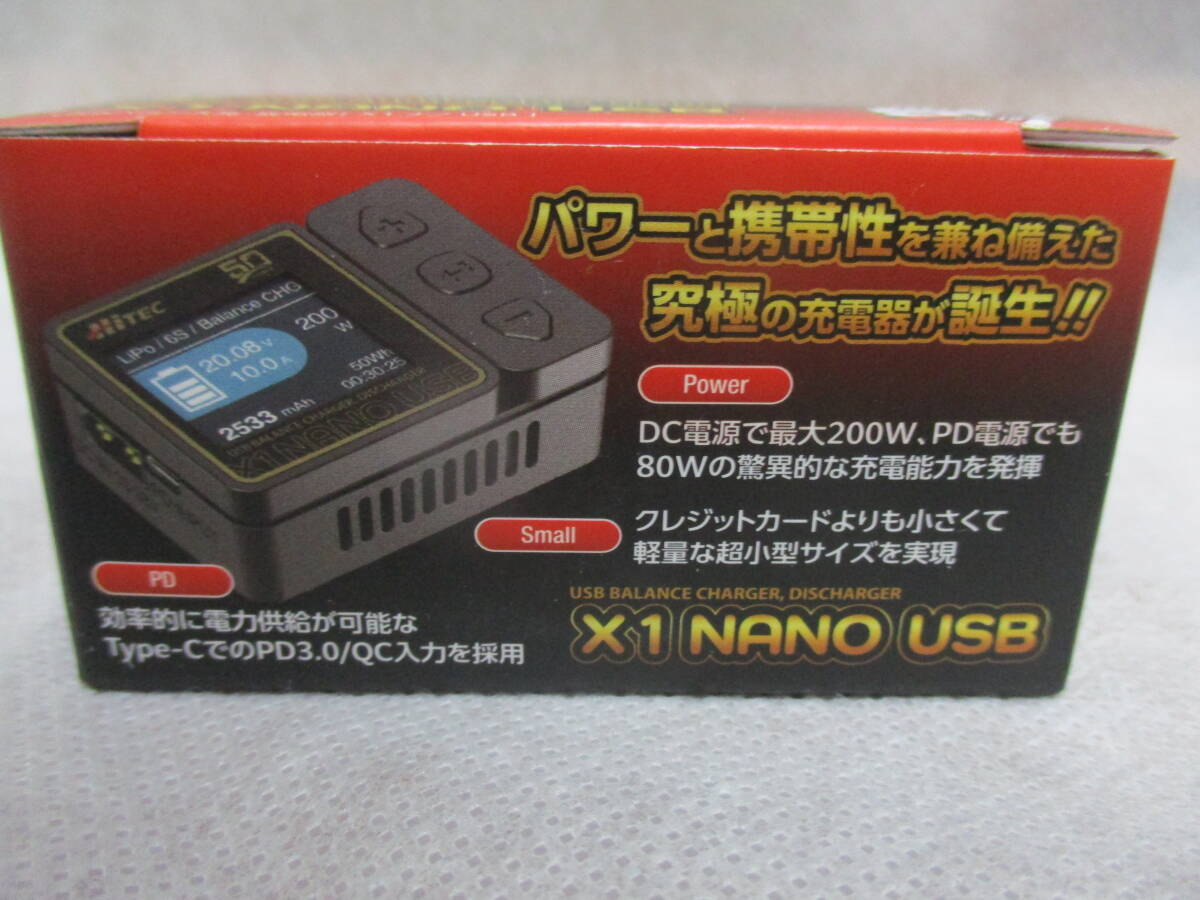 パワーと携帯性を兼ね備えた
究極の充電器が誕生!!
HiTEC
50
LiPo / 6S / Balance CHG
20.08 V
200 W
10.0 A
50Wh
00:30:25
2533 mAh
USB BALANCE CHARGER, DISCHARGER
X1 NANO USB
Power
DC電源で最大200W、PD電源でも
80Wの驚異的な充電能力を発揮
Small
クレジットカードよりも小さくて
軽量な超小型サイズを実現
PD
効率的に電力供給が可能な
Type-CでのPD3.0/QC入力を採用
USB BALANCE CHARGER, DISCHARGER
X1 NANO USB